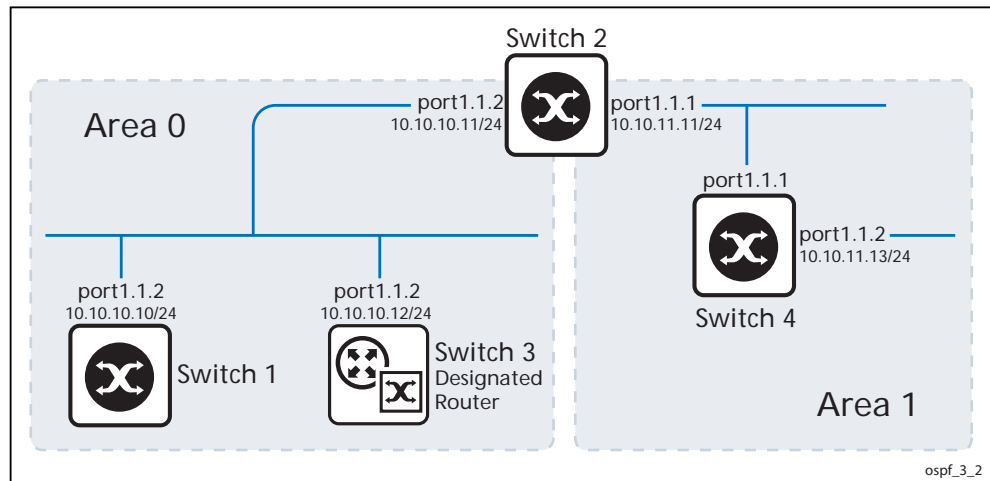 Switch 2
port1.1.2
10.10.10.11/24
port1.1.1
10.10.11.11/24
Area 0
port1.1.1
port1.1.2
10.10.11.13/24
Switch 4
port1.1.2
10.10.10.10/24
Switch 1
port1.1.2
10.10.10.12/24
Switch 3
Designated
Router
Area 1
ospf_3_2